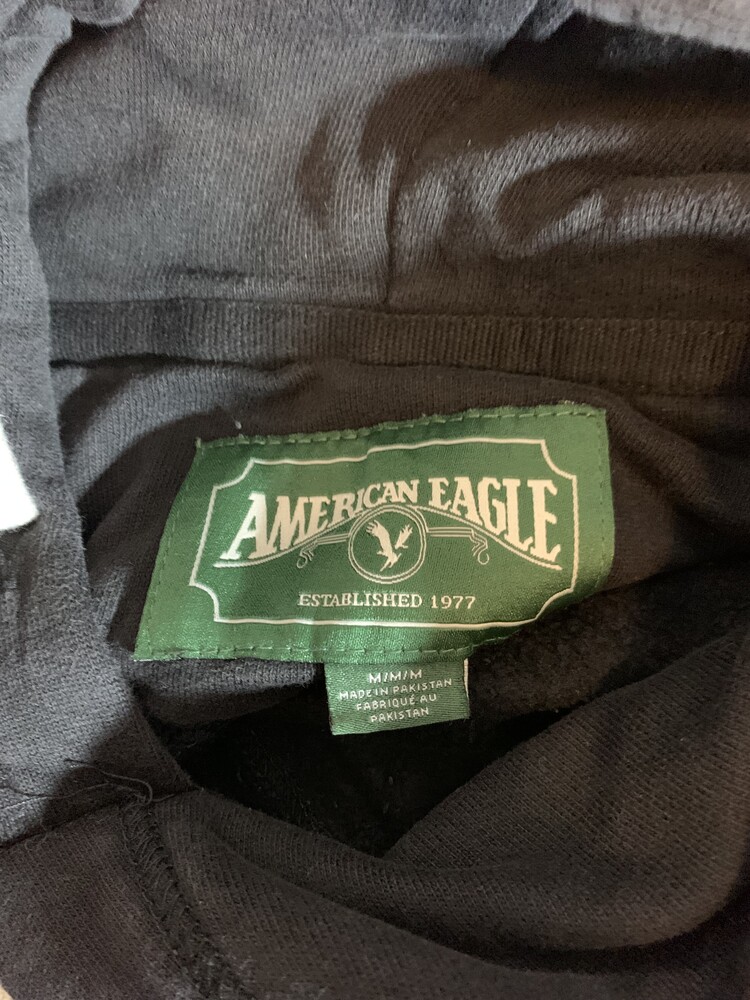 AMERICAN EAGLE
ESTABLISHED 1977
M/M/M
MADE IN PAKISTAN
FABRIQUÉ AU
PAKISTAN